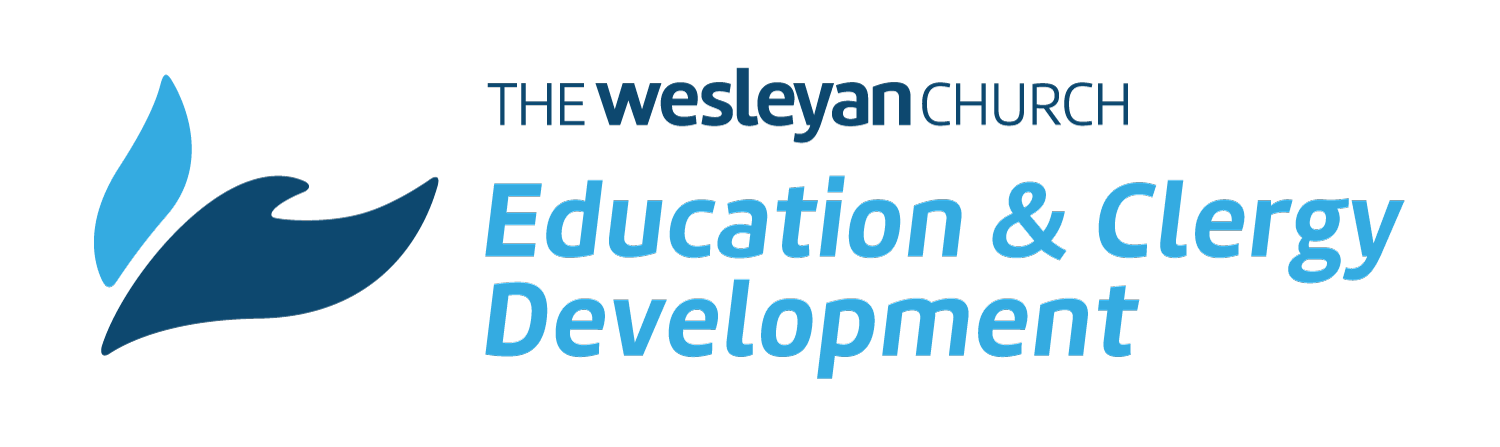 THE wesleyan CHURCH
Education & Clergy
Development